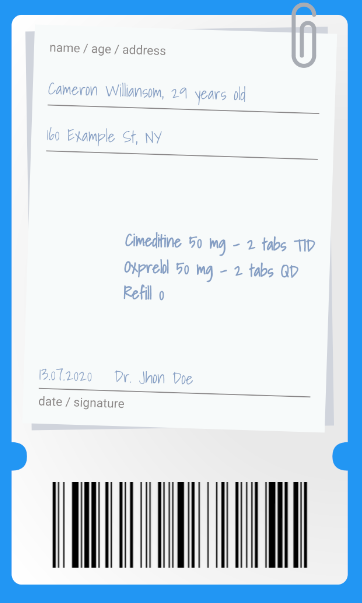 name / age / address
Cameron Williansom, 29 years old
160 Example St, NY
Cimeditine 50 mg - 2 tabs TID
Oxprelol 50 mg - 2 tabs QD
Refill 0
13.07.2020 Dr. Jhon Doe
date / signature